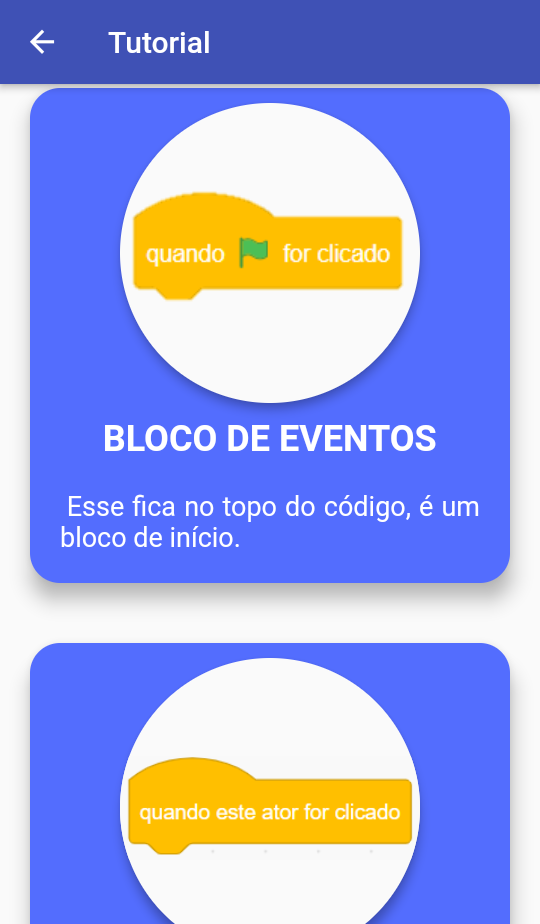 Tutorial
quando for clicado
BLOCO DE EVENTOS
Esse fica no topo do código, é um
bloco de início.
quando este ator for clicado